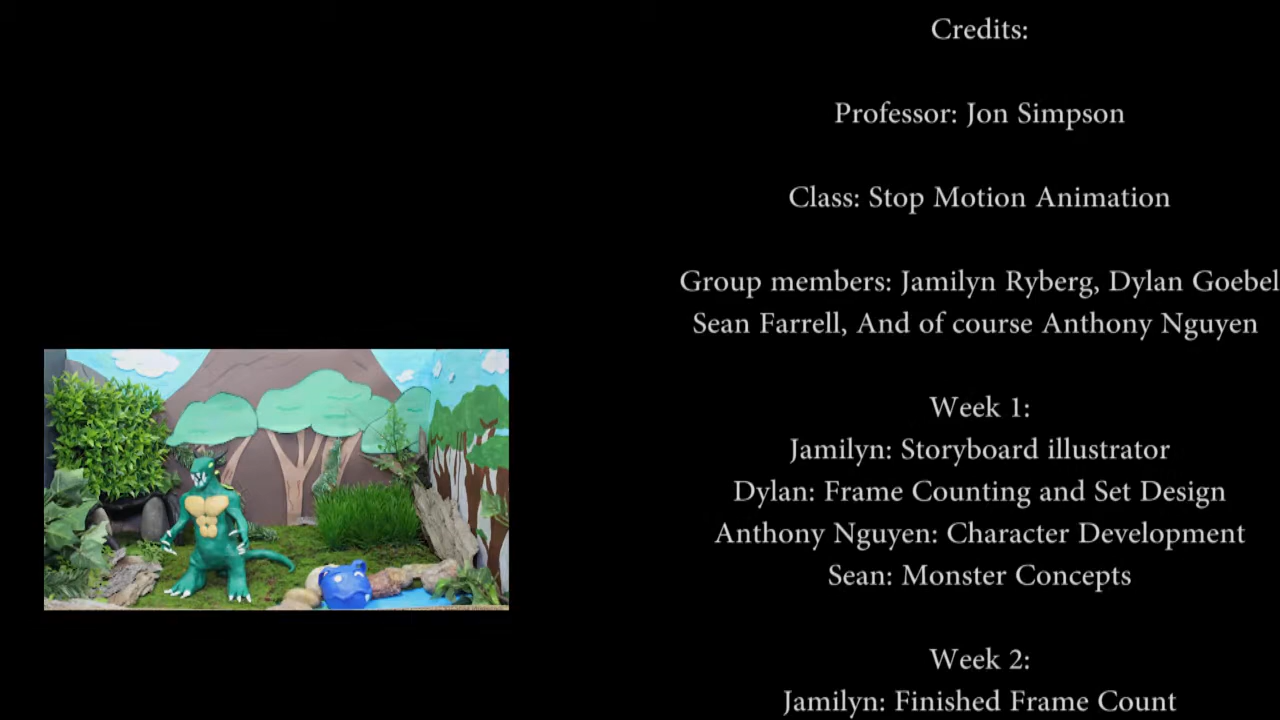 Credits:
Professor: Jon Simpson
Class: Stop Motion Animation
Group members: Jamilyn Ryberg, Dylan Goebel
Sean Farrell, And of course Anthony Nguyen
Week 1:
Jamilyn: Storyboard illustrator
Dylan: Frame Counting and Set Design
Anthony Nguyen: Character Development
Sean: Monster Concepts
Week 2:
Jamilyn: Finished Frame Count